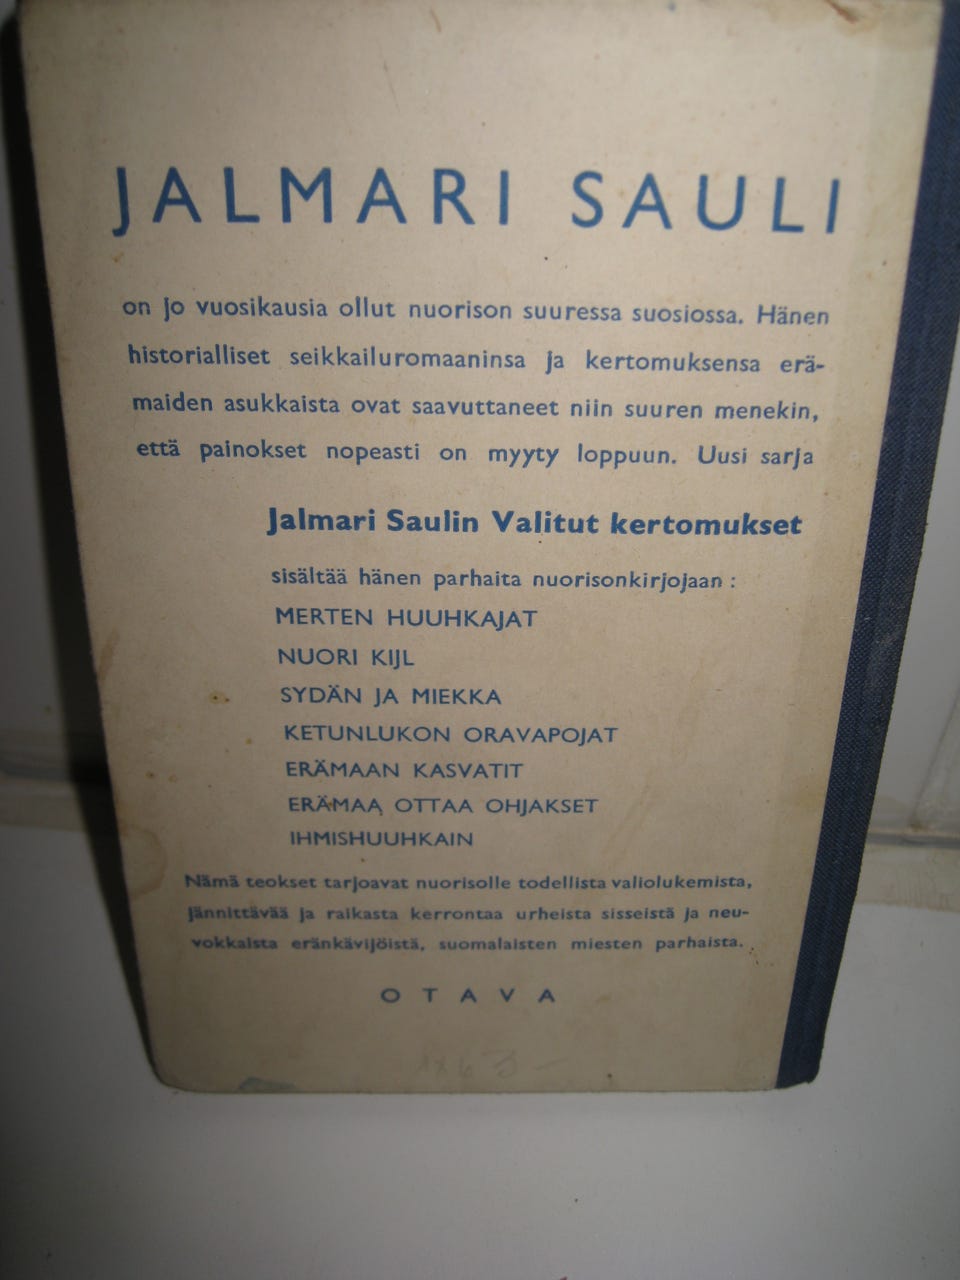 JALMARI SAULI
on jo vuosikausia ollut nuorison suuressa suosiossa. Hänen
historialliset seikkailuromaaninsa ja kertomuksensa erä-
maiden asukkaista ovat saavuttaneet niin suuren menekin,
että painokset nopeasti on myyty loppuun. Uusi sarja
Jalmari Saulin Valitut kertomukset
sisältää hänen parhaita nuorisonkirjojaan :
MERTEN HUUHKAJAT
NUORI KIJL
SYDÄN JA MIEKKA
KETUNLUKON ORAVAPOJAT
ERÄMAAN KASVATIT
ERÄMAA OTTAA OHJAKSET
IHMISHUUHKAIN
Nämä teokset tarjoavat nuorisolle todellista valiolukemista,
jännittävää ja raikasta kerrontaa urheista sisseistä ja neu-
vokkaista eränkävijöistä, suomalaisten miesten parhaista.
OTAVA